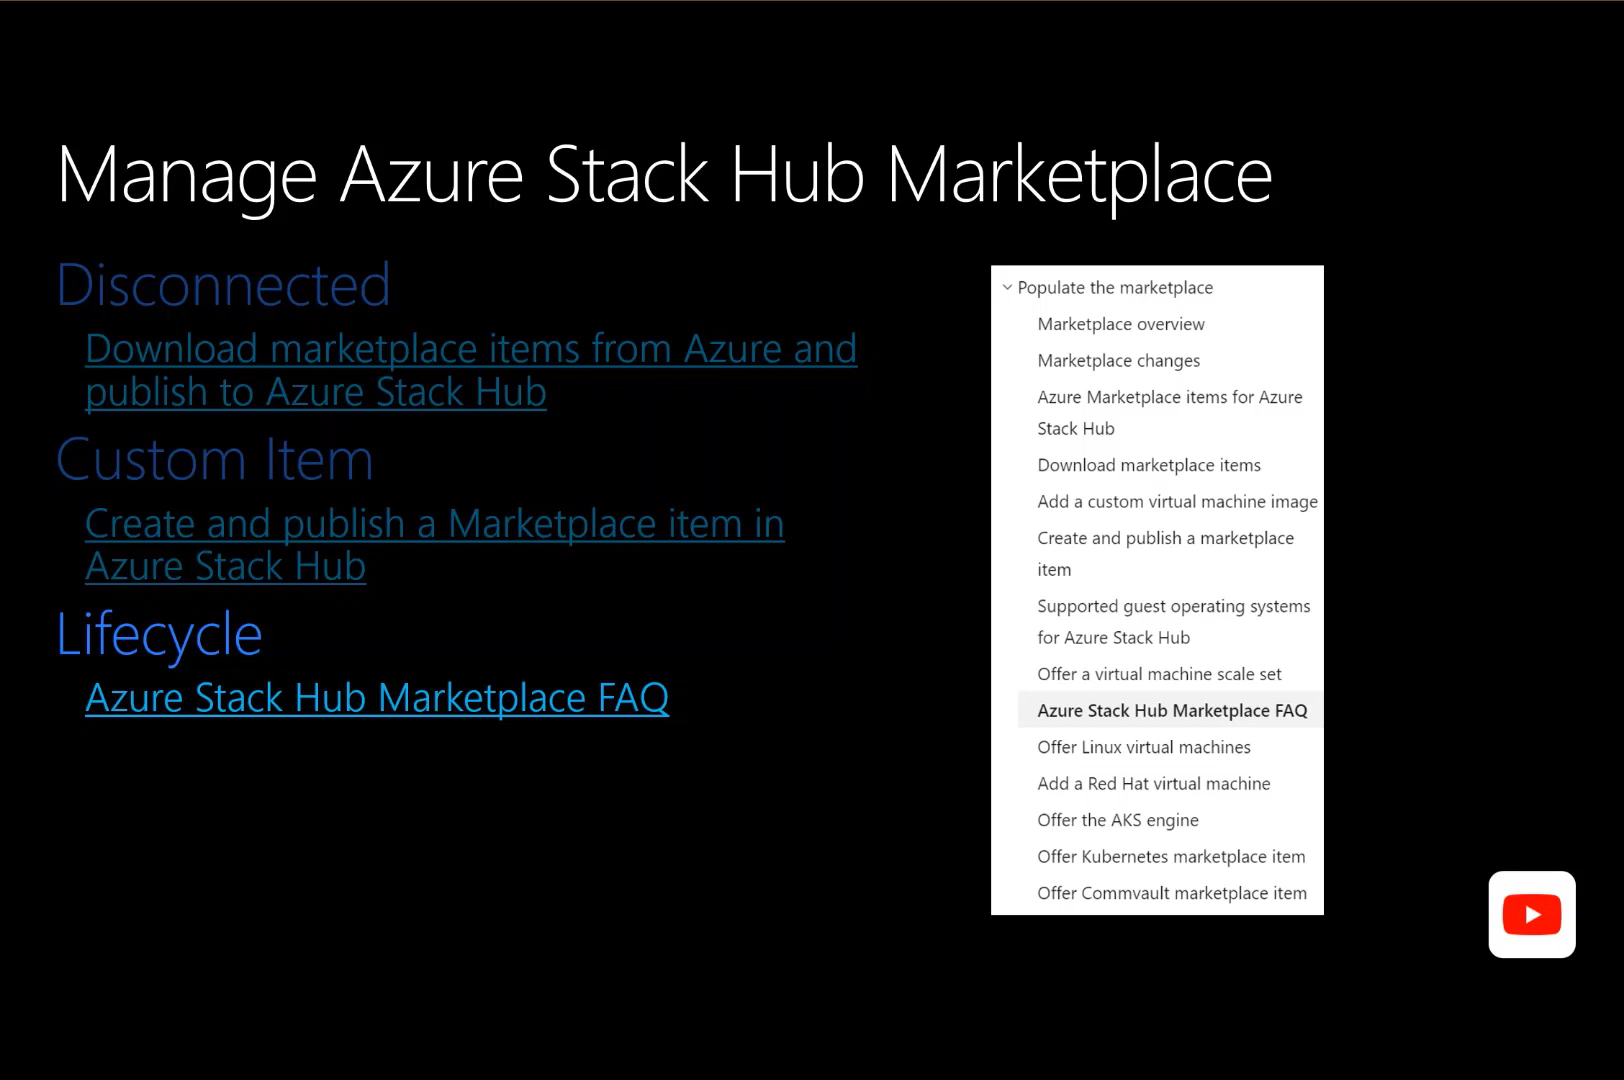 Manage Azure Stack Hub Marketplace
Disconnected
Download marketplace items from Azure and
publish to Azure Stack Hub
Custom Item
Create and publish a Marketplace item in
Azure Stack Hub
Lifecycle
Azure Stack Hub Marketplace FAQ
Populate the marketplace
Marketplace overview
Marketplace changes
Azure Marketplace items for Azure
Stack Hub
Download marketplace items
Add a custom virtual machine image
Create and publish a marketplace
item
Supported guest operating systems
for Azure Stack Hub
Offer a virtual machine scale set
Azure Stack Hub Marketplace FAQ
Offer Linux virtual machines
Add a Red Hat virtual machine
Offer the AKS engine
Offer Kubernetes marketplace item
Offer Commvault marketplace item